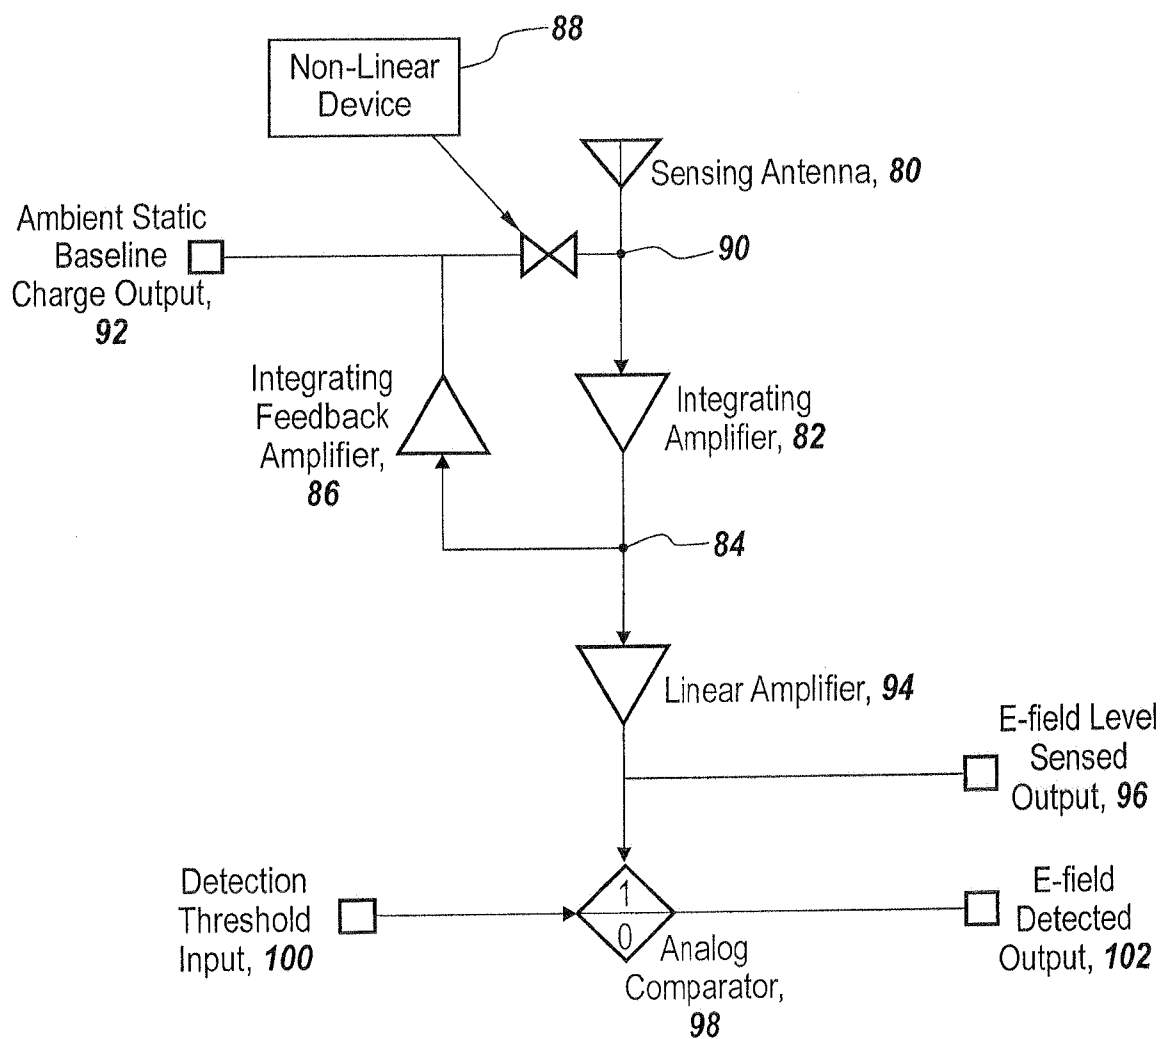 88
Non-Linear
Device
Sensing Antenna, 80
Ambient Static
Baseline
Charge Output,
92
90
Integrating
Feedback
Amplifier,
86
Integrating
Amplifier, 82
84
Linear Amplifier, 94
E-field Level
Sensed
Output, 96
Detection
Threshold
Input, 100
1
0
Analog
Comparator,
98
E-field
Detected
Output, 102